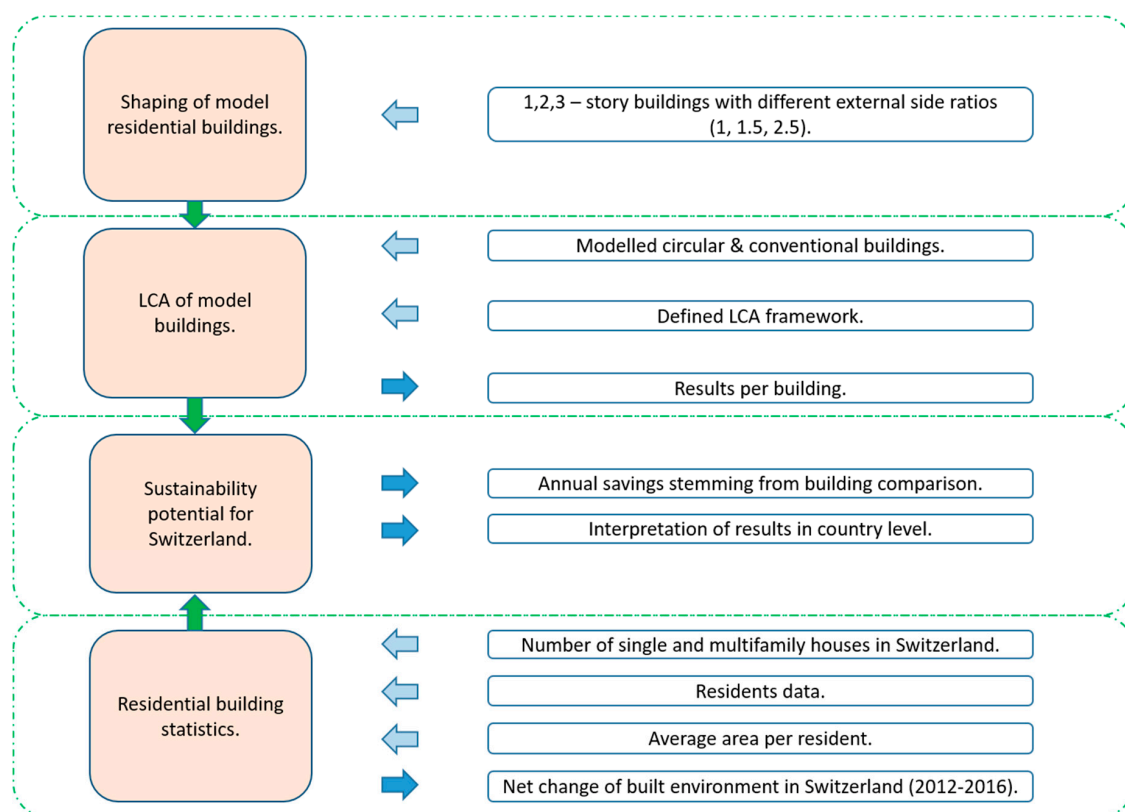 Shaping of model
residential buildings.
1,2,3 – story buildings with different external side ratios
(1, 1.5, 2.5).
LCA of model
buildings.
Modelled circular & conventional buildings.
Defined LCA framework.
Results per building.
Sustainability
potential for
Switzerland.
Annual savings stemming from building comparison.
Interpretation of results in country level.
Residential building
statistics.
Number of single and multifamily houses in Switzerland.
Residents data.
Average area per resident.
Net change of built environment in Switzerland (2012-2016).